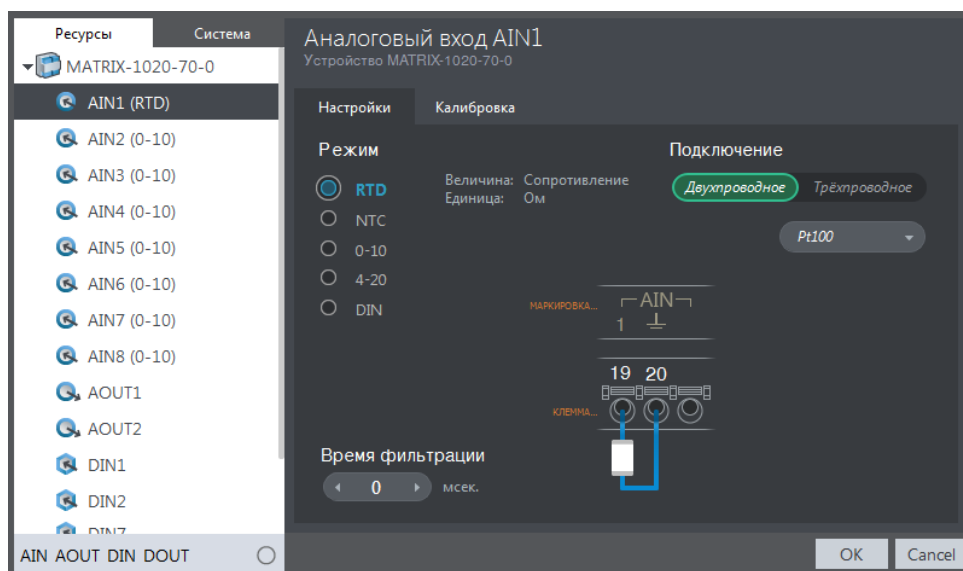 Ресурсы
Система
MATRIX-1020-70-0
AIN1 (RTD)
AIN2 (0-10)
AIN3 (0-10)
AIN4 (0-10)
AIN5 (0-10)
AIN6 (0-10)
AIN7 (0-10)
AIN8 (0-10)
AOUT1
AOUT2
DIN1
DIN2
DIN7
AIN AOUT DIN DOUT
Аналоговый вход AIN1
Устройство MATRIX-1020-70-0
Настройки
Калибровка
Режим
RTD
NTC
0-10
4-20
DIN
Величина: Сопротивление
Единица: Ом
Подключение
Двухпроводное
Трёхпроводное
Pt100
МАРКИРОВКА...
AIN
1
КЛЕММА...
19 20
Время фильтрации
0 мсек.
OK
Cancel